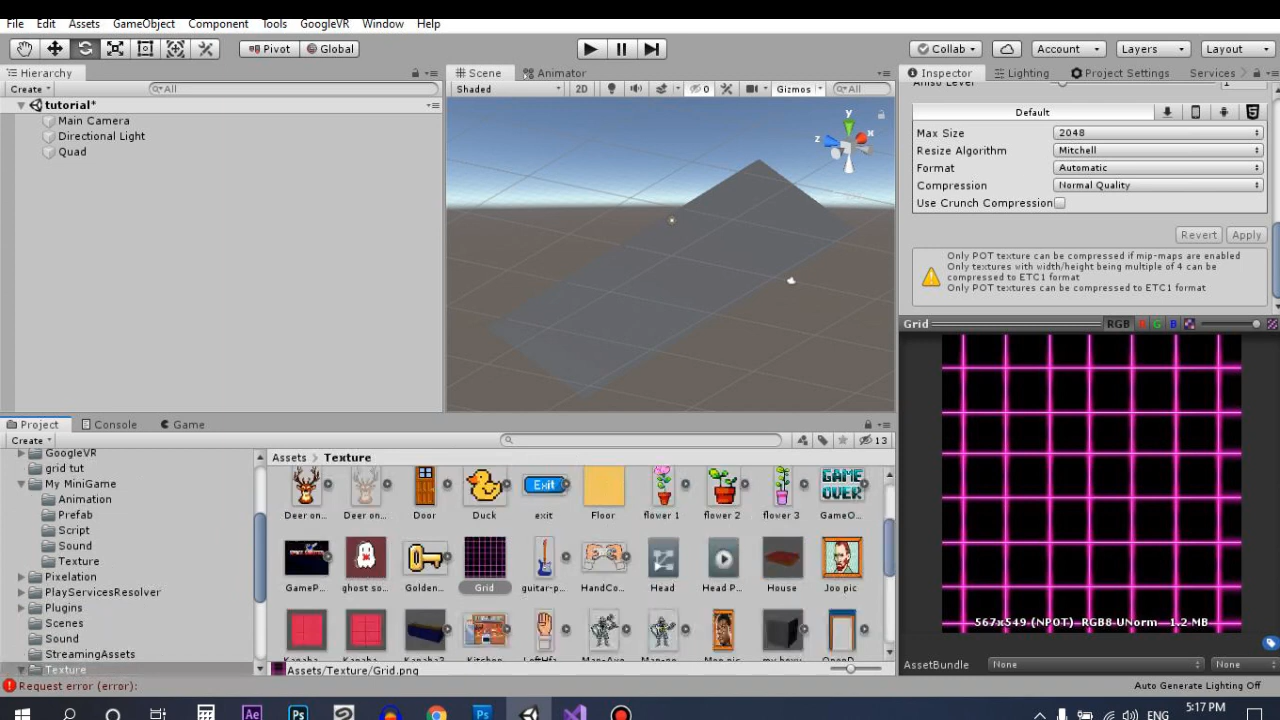 File Edit Assets GameObject Component Tools GoogleVR Window Help
Pivot Global Collab Account Layers Layout
Hierarchy
Create All
tutorial*
Main Camera
Directional Light
Quad
Scene Animator
Shaded 2D 0 Gizmos All
y
x
z
Inspector Lighting Project Settings Services
Aniso Level 1
Default
Max Size 2048
Resize Algorithm Mitchell
Format Automatic
Compression Normal Quality
Use Crunch Compression
Revert Apply
Only POT texture can be compressed if mip-maps are enabled
Only textures with width/height being multiple of 4 can be
compressed to ETC1 format
Only POT textures can be compressed to ETC1 format
Grid RGB R G B
567x549 (NPOT) RGB8 UNorm 1.2 MB
AssetBundle None None
Project Console Game
Create 13
GoogleVR
grid tut
My MiniGame
Animation
Prefab
Script
Sound
Texture
Pixelation
PlayServicesResolver
Plugins
Scenes
Sound
StreamingAssets
Texture
Assets Texture
Exit
GAME OVER
Deer on... Deer on... Door Duck exit Floor flower 1 flower 2 flower 3 GameO...
GameP... ghost so... Golden... Grid guitar-p... HandCo... Head Head P... House Joo pic
Kitchen
Assets/Texture/Grid.png
Request error (error):
Auto Generate Lighting Off
Ae Ps Ps
ENG 5:17 PM